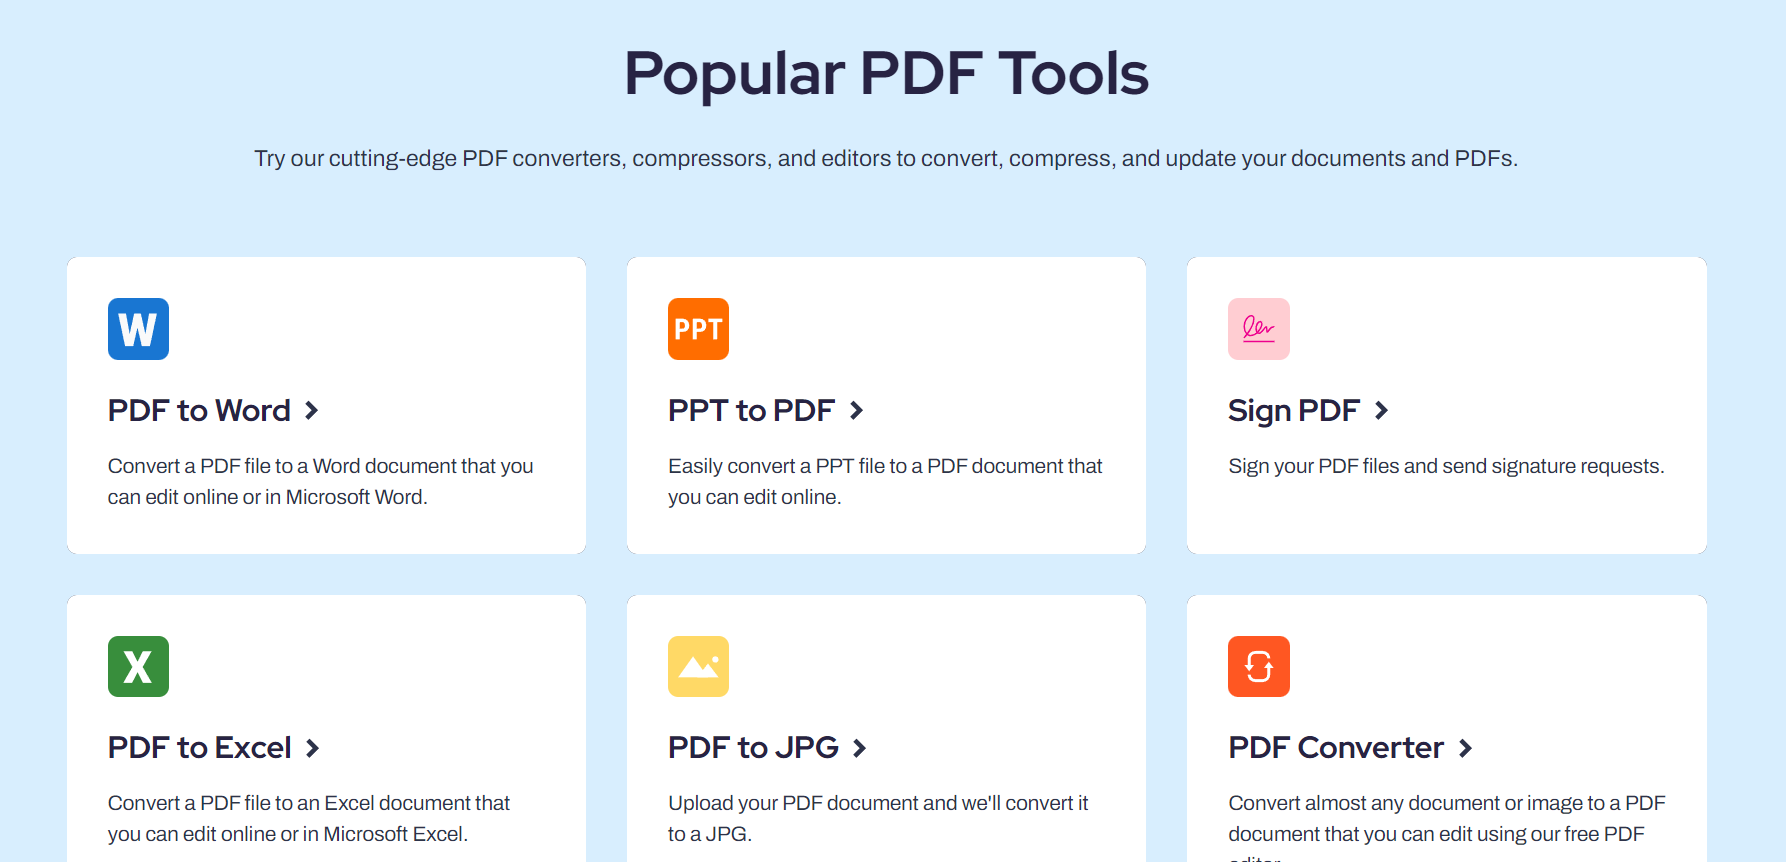 Popular PDF Tools
Try our cutting-edge PDF converters, compressors, and editors to convert, compress, and update your documents and PDFs.
W
PDF to Word
Convert a PDF file to a Word document that you
can edit online or in Microsoft Word.
PPT
PPT to PDF
Easily convert a PPT file to a PDF document that
you can edit online.
Sign PDF
Sign your PDF files and send signature requests.
X
PDF to Excel
Convert a PDF file to an Excel document that
you can edit online or in Microsoft Excel.
PDF to JPG
Upload your PDF document and we'll convert it
to a JPG.
PDF Converter
Convert almost any document or image to a PDF
document that you can edit using our free PDF